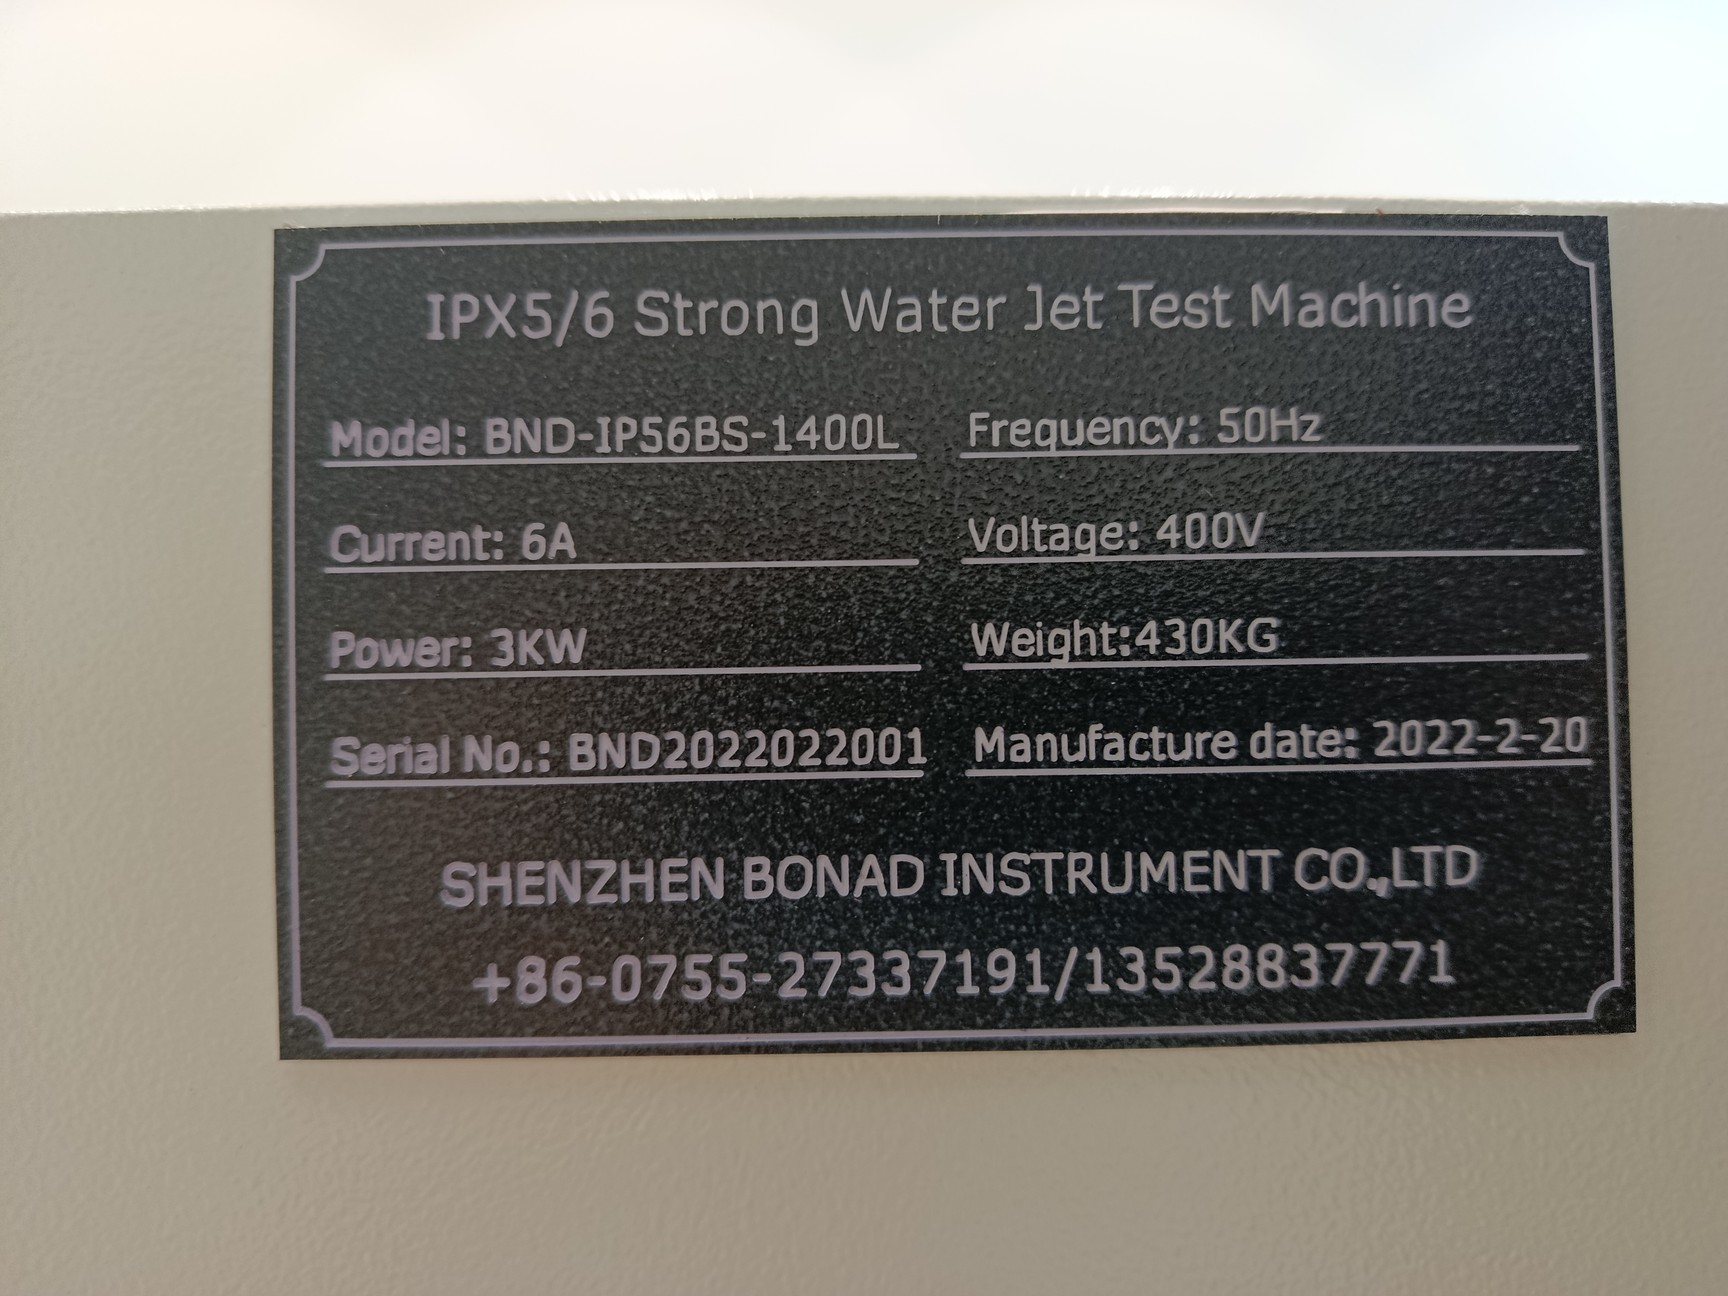 IPX5/6 Strong Water Jet Test Machine
Model: BND-IP56BS-1400L Frequency: 50Hz
Current: 6A Voltage: 400V
Power: 3KW Weight:430KG
Serial No.: BND2022022001 Manufacture date: 2022-2-20
SHENZHEN BONAD INSTRUMENT CO.,LTD
+86-0755-27337191/13528837771